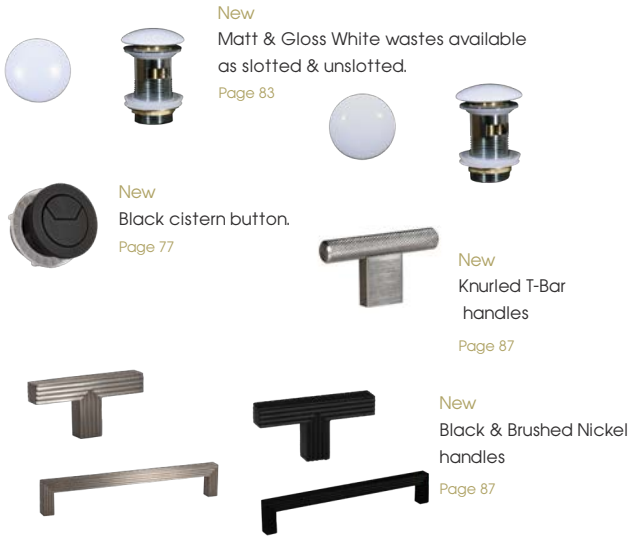 New
Matt & Gloss White wastes available
as slotted & unslotted.
Page 83
New
Black cistern button.
Page 77
New
Knurled T-Bar
handles
Page 87
New
Black & Brushed Nickel
handles
Page 87